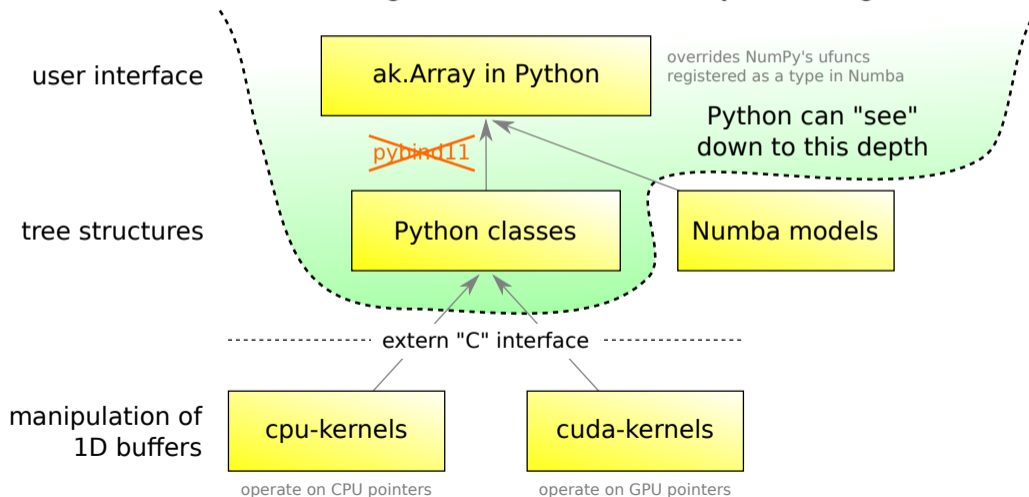 user interface
ak.Array in Python
overrides NumPy's ufuncs
registered as a type in Numba
Python can "see"
down to this depth
pybind11
tree structures
Python classes
Numba models
extern "C" interface
manipulation of
1D buffers
cpu-kernels
cuda-kernels
operate on CPU pointers
operate on GPU pointers